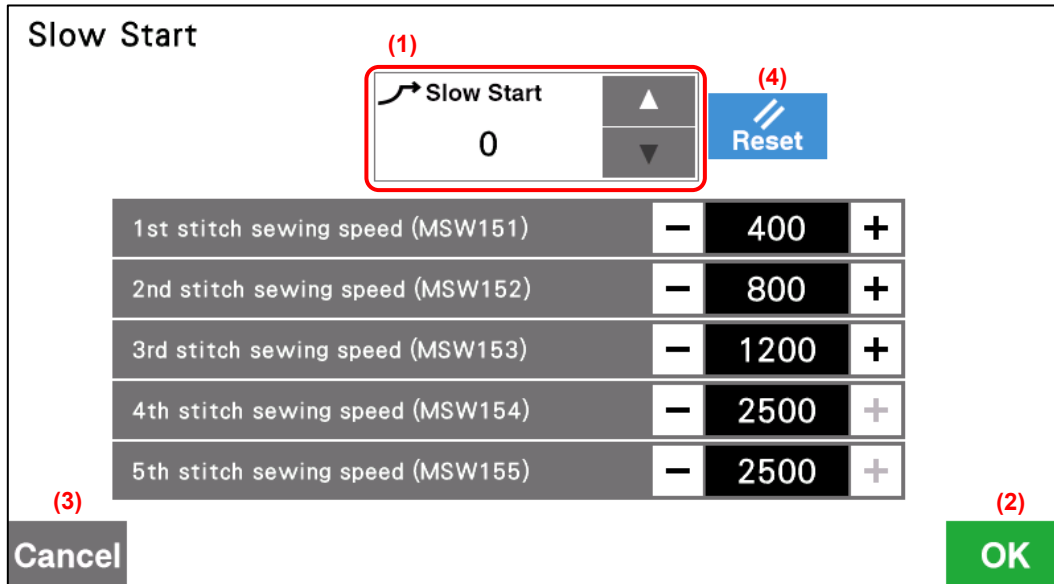 Slow Start
(1)
Slow Start
0
(4)
Reset
1st stitch sewing speed (MSW151) − 400 +
2nd stitch sewing speed (MSW152) − 800 +
3rd stitch sewing speed (MSW153) − 1200 +
4th stitch sewing speed (MSW154) − 2500 +
5th stitch sewing speed (MSW155) − 2500 +
(3)
(2)
Cancel
OK